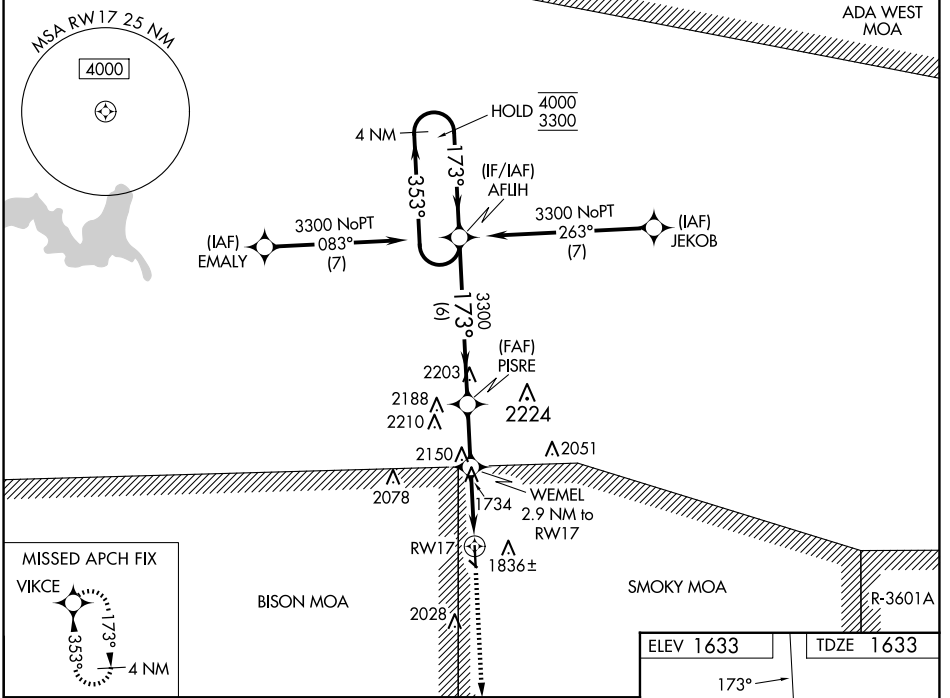 MSA RW17 25 NM
4000
ADA WEST
MOA
HOLD 4000
3300
4 NM
173°
353°
(IF/IAF)
AFLIH
3300 NoPT
083°
(7)
(IAF)
EMALY
3300 NoPT
263°
(7)
(IAF)
JEKOB
3300
173°
(6)
(FAF)
PISRE
2203
2188
2210
2224
2150
2051
2078
1734
WEMEL
2.9 NM to
RW17
RW17
1836±
MISSED APCH FIX
VIKCE
173°
353°
4 NM
BISON MOA
SMOKY MOA
R-3601A
2028
ELEV 1633
TDZE 1633
173°